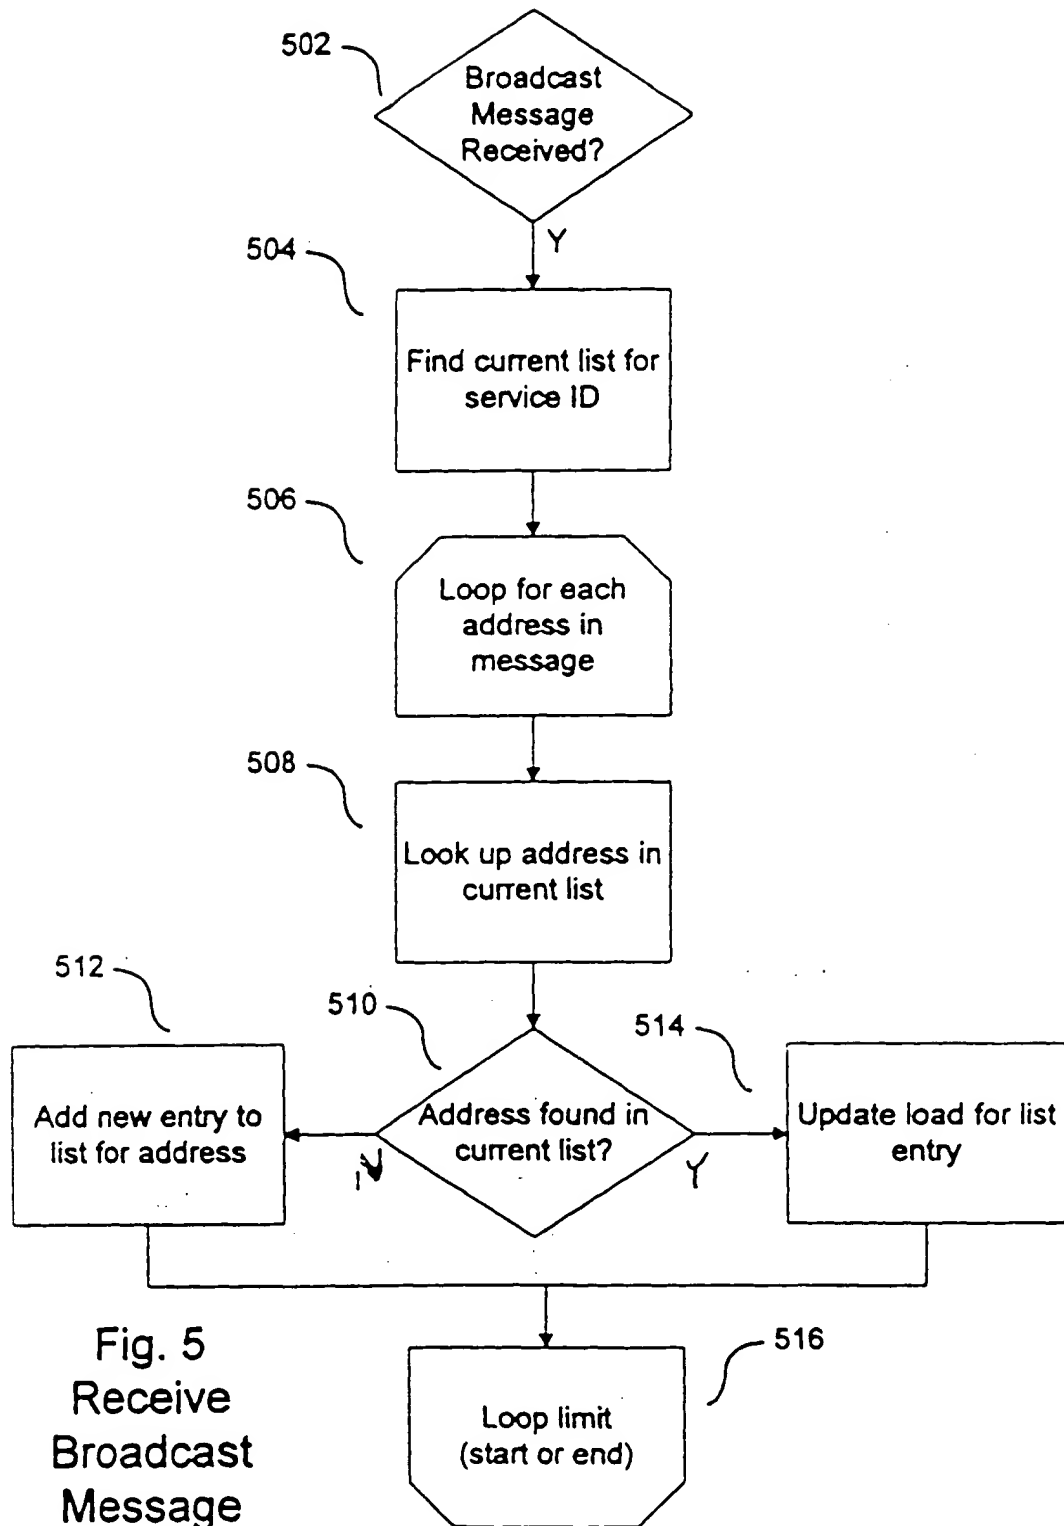 502
Broadcast
Message
Received?
Y
504
Find current list for
service ID
506
Loop for each
address in
message
508
Look up address in
current list
512
510
514
Add new entry to
list for address
Address found in
current list?
Update load for list
entry
N
Y
516
Loop limit
(start or end)
Fig. 5
Receive
Broadcast
Message